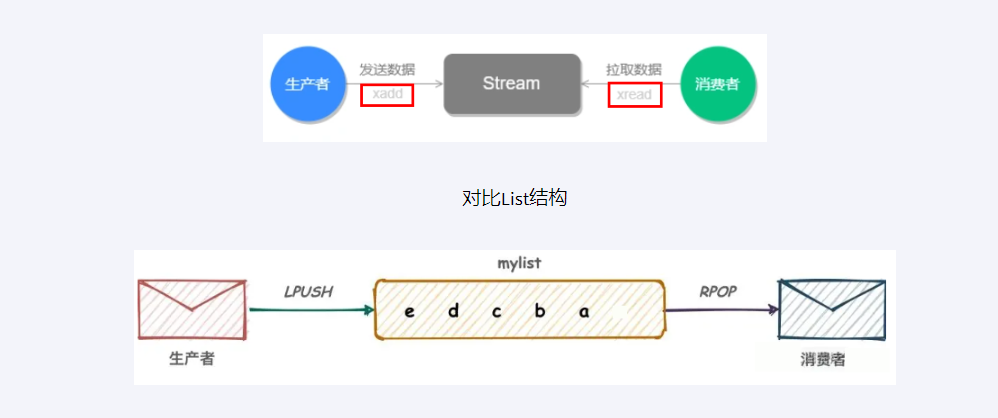 生产者
发送数据
xadd
Stream
拉取数据
xread
消费者
对比List结构
mylist
LPUSH
e d c b a
RPOP
生产者
消费者